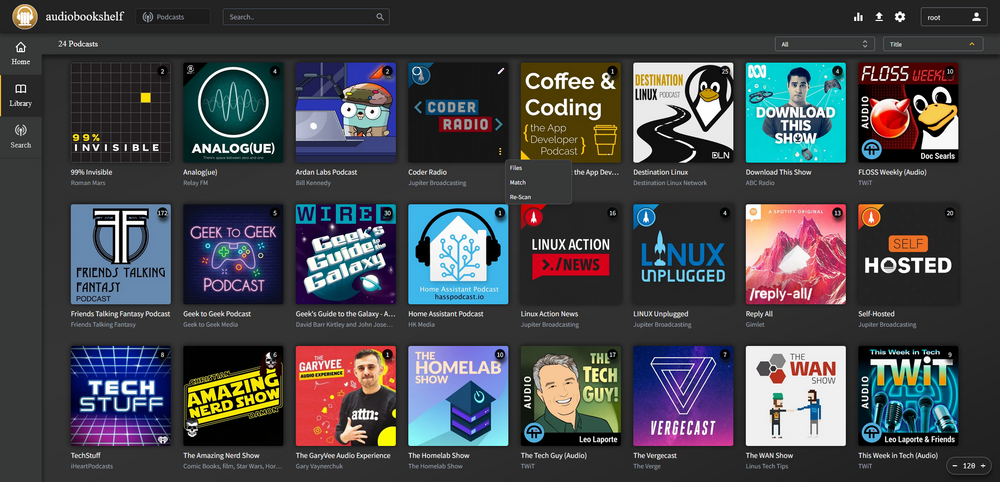 audiobookshelf
Podcasts
Search..
root
Home
Library
Search
24 Podcasts
All
Title
2
99%
INVISIBLE
99% Invisible
Roman Mars
4
ANALOG(UE)
There's space between zero and one.
Analog(ue)
Relay FM
2
Ardan Labs Podcast
Bill Kennedy
CODER
RADIO
Coder Radio
Jupiter Broadcasting
1
Coffee &
Coding
{ the App
Developer
Podcast }
t the App Dev...
Files
Match
Re-Scan
25
DESTINATION
LINUX PODCAST
DLN
Destination Linux
Destination Linux Network
4
ABC
DOWNLOAD
THIS
SHOW
Download This Show
ABC Radio
10
FLOSS WEEKLY
AUDIO
Doc Searls
FLOSS Weekly (Audio)
TWiT
172
FRIENDS TALKING
FANTASY
PODCAST
Friends Talking Fantasy Podcast
Friends Talking Fantasy
5
GEEK TO GEEK
PODCAST
Geek to Geek Podcast
Geek to Geek Media
30
WIRED
Geek's
Guide to the
Galaxy
Geek's Guide to the Galaxy - A...
David Barr Kirtley and John Jose...
1
Home Assistant Podcast
hasspodcast.io
Home Assistant Podcast
HK Media
16
LINUX ACTION
>_/NEWS
Linux Action News
Jupiter Broadcasting
4
LINUX
UNPLUGGED
LINUX Unplugged
Jupiter Broadcasting
13
A SPOTIFY ORIGINAL
/reply-all/
Reply All
Gimlet
20
SELF
HOSTED
Self-Hosted
Jupiter Broadcasting
8
TECH
STUFF
TechStuff
iHeartPodcasts
6
CHRISTIAN
AMAZING
NERD SHOW
DAMON
The Amazing Nerd Show
Comic Books, film, Star Wars, Hor...
1
THE
GARYVEE
AUDIO EXPERIENCE
attn:
The GaryVee Audio Experience
Gary Vaynerchuk
10
THE
HOMELAB
SHOW
The Homelab Show
The Homelab Show
17
THE
TECH
GUY!
AUDIO
Leo Laporte
The Tech Guy (Audio)
TWiT
7
VERGECAST
The Vergecast
The Verge
THE
WAN
SHOW
The WAN Show
Linus Tech Tips
9
This Week in Tech
TWiT
AUDIO
Leo Laporte & Friends
This Week in Tech (Audio)
TWiT
120